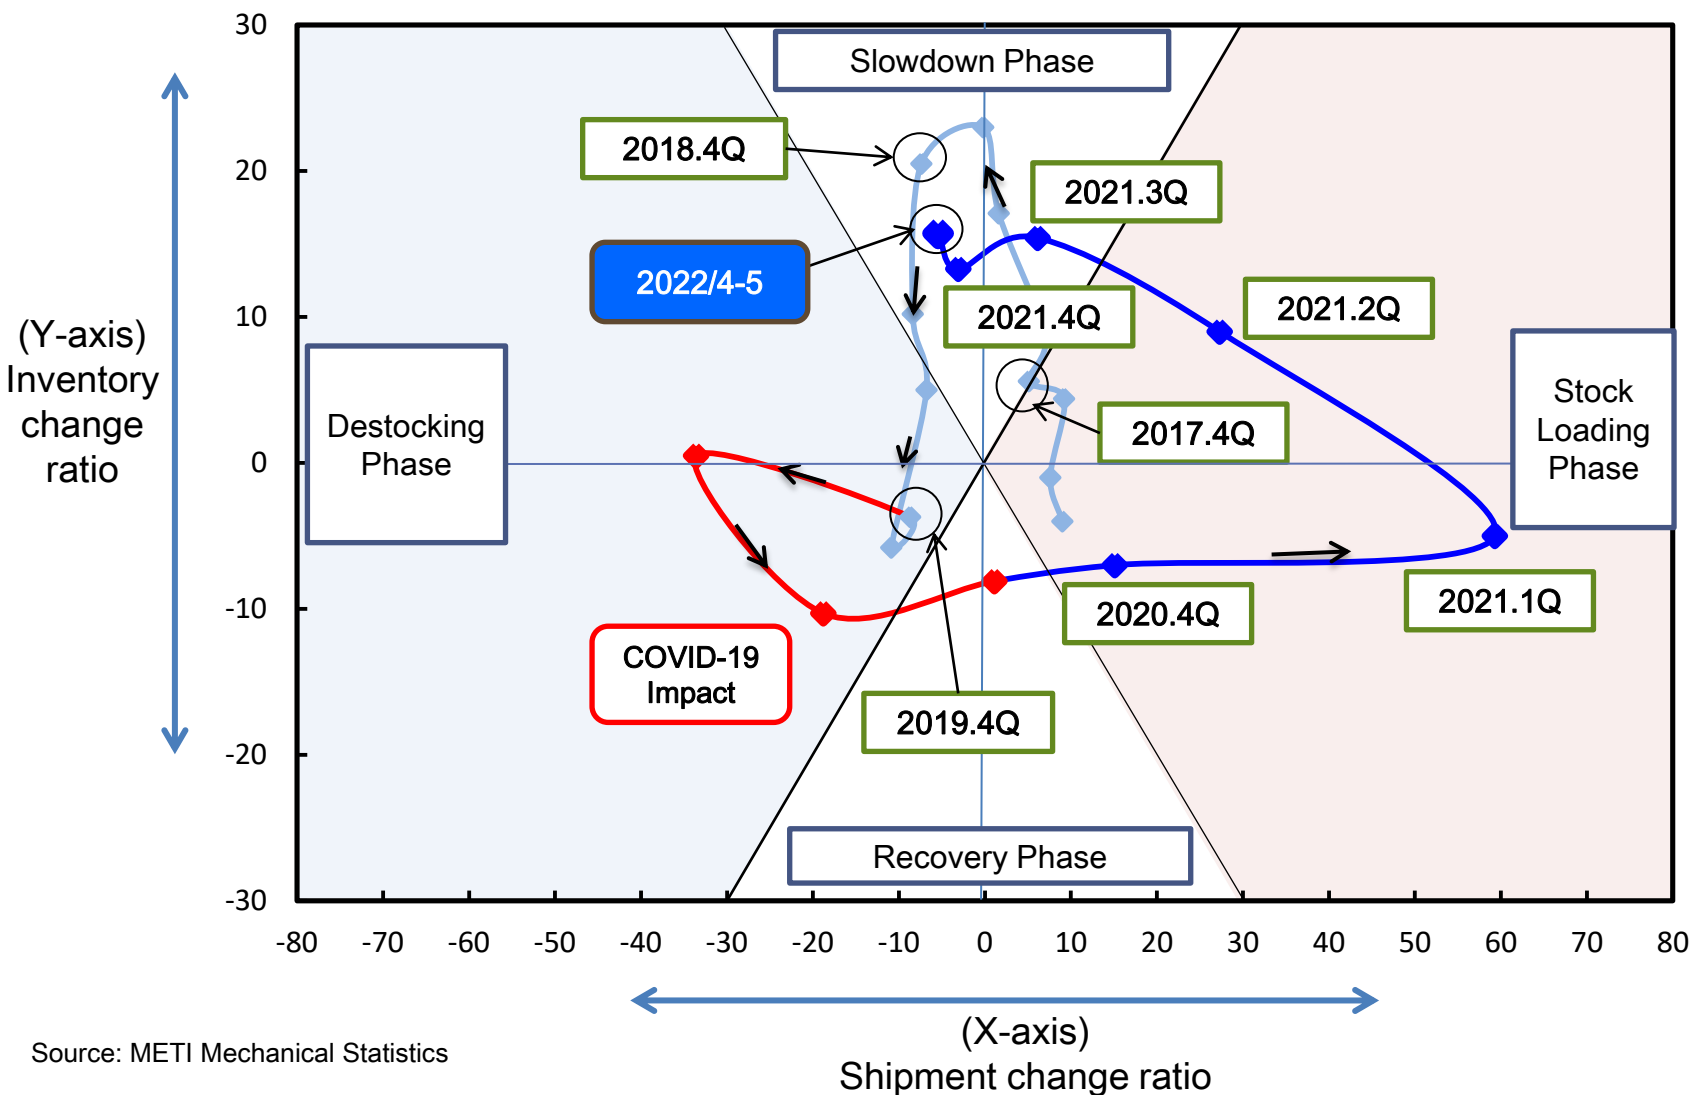 30
20
10
0
-10
-20
-30
(Y-axis)
Inventory
change
ratio
Slowdown Phase
2018.4Q
2021.3Q
2022/4-5
2021.4Q
2021.2Q
Destocking
Phase
2017.4Q
Stock
Loading
Phase
COVID-19
Impact
2020.4Q
2021.1Q
2019.4Q
Recovery Phase
-80 -70 -60 -50 -40 -30 -20 -10 0 10 20 30 40 50 60 70 80
(X-axis)
Shipment change ratio
Source: METI Mechanical Statistics